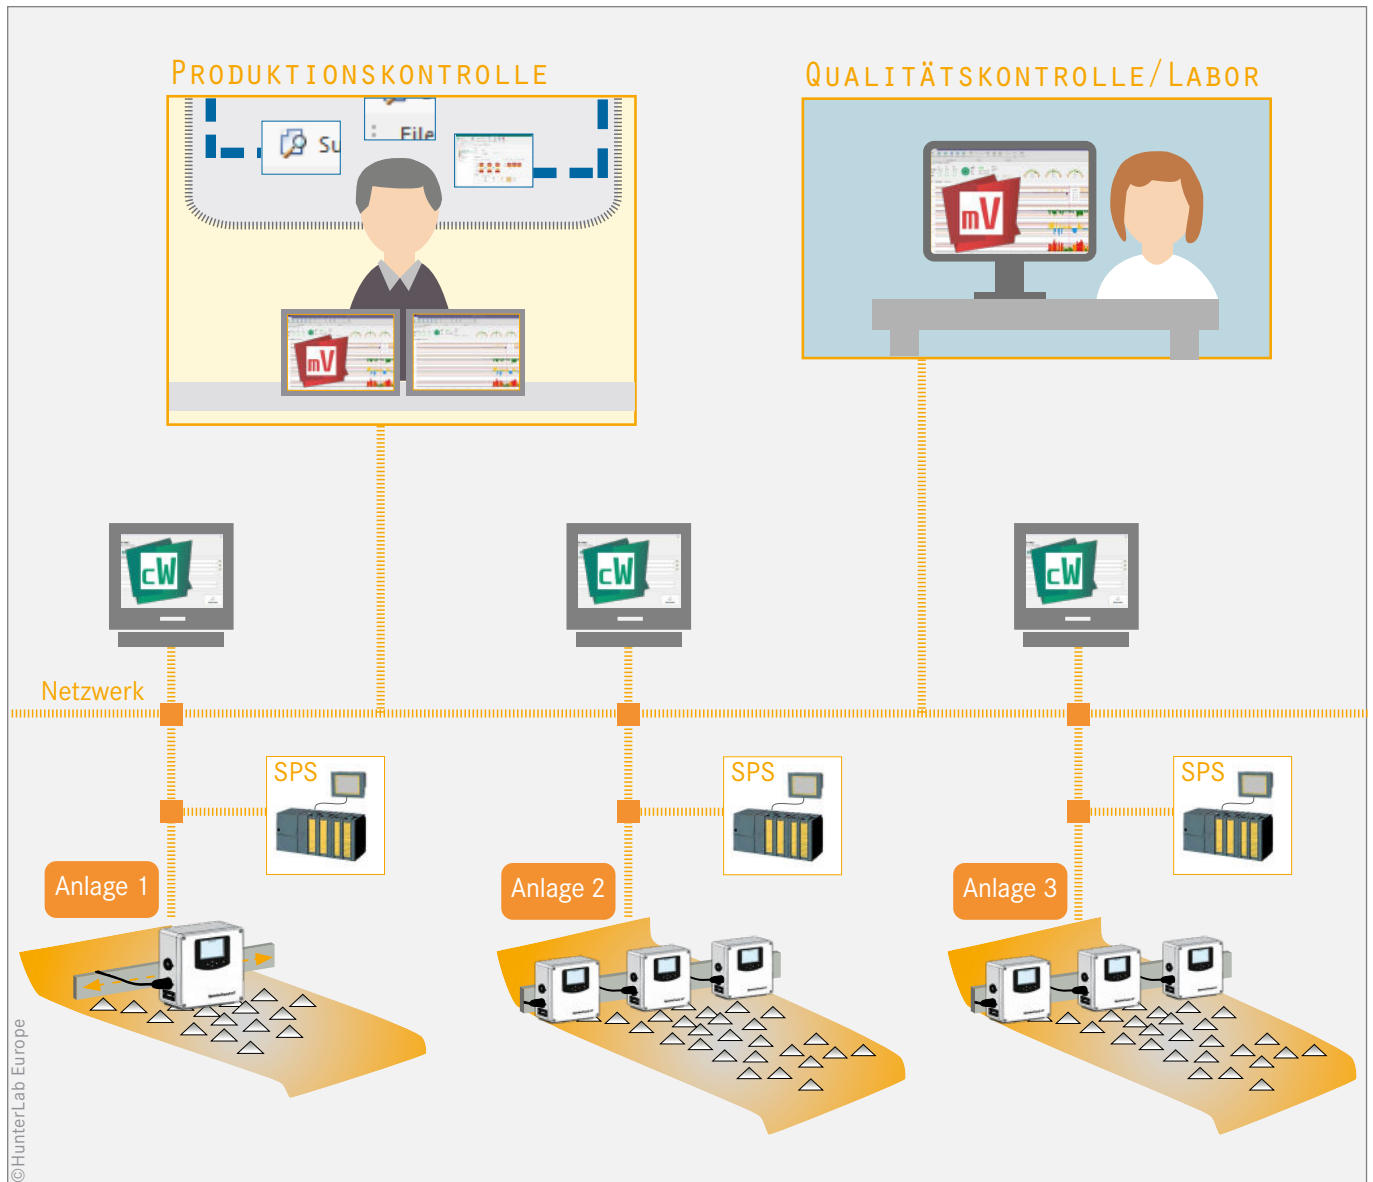 PRODUKTIONSKONTROLLE
QUALITÄTSKONTROLLE/LABOR
Su
File
mV
mV
cW
cW
cW
Netzwerk
SPS
SPS
SPS
Anlage 1
Anlage 2
Anlage 3
©HunterLab Europe